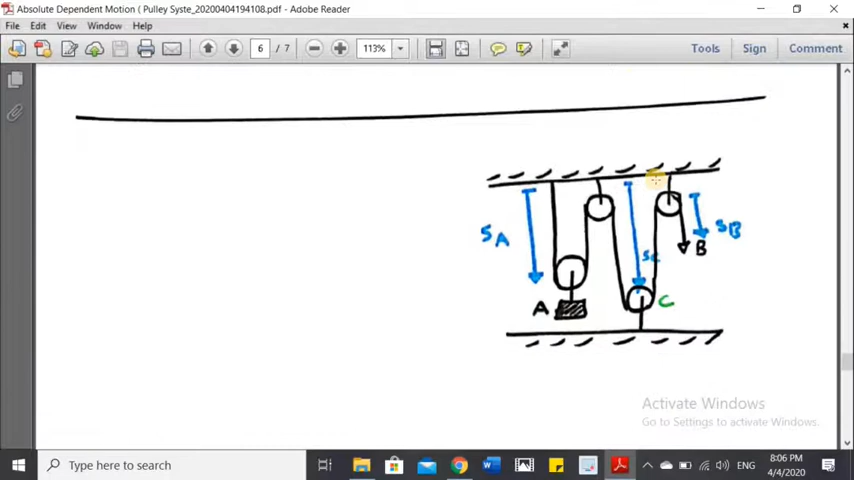 Absolute Dependent Motion ( Pulley Syste_20200404194108.pdf - Adobe Reader
File Edit View Window Help
6 / 7 113% Tools Sign Comment
SA
SC
SB
B
A
C
Activate Windows
Go to Settings to activate Windows.
Type here to search
ENG
8:06 PM
4/4/2020